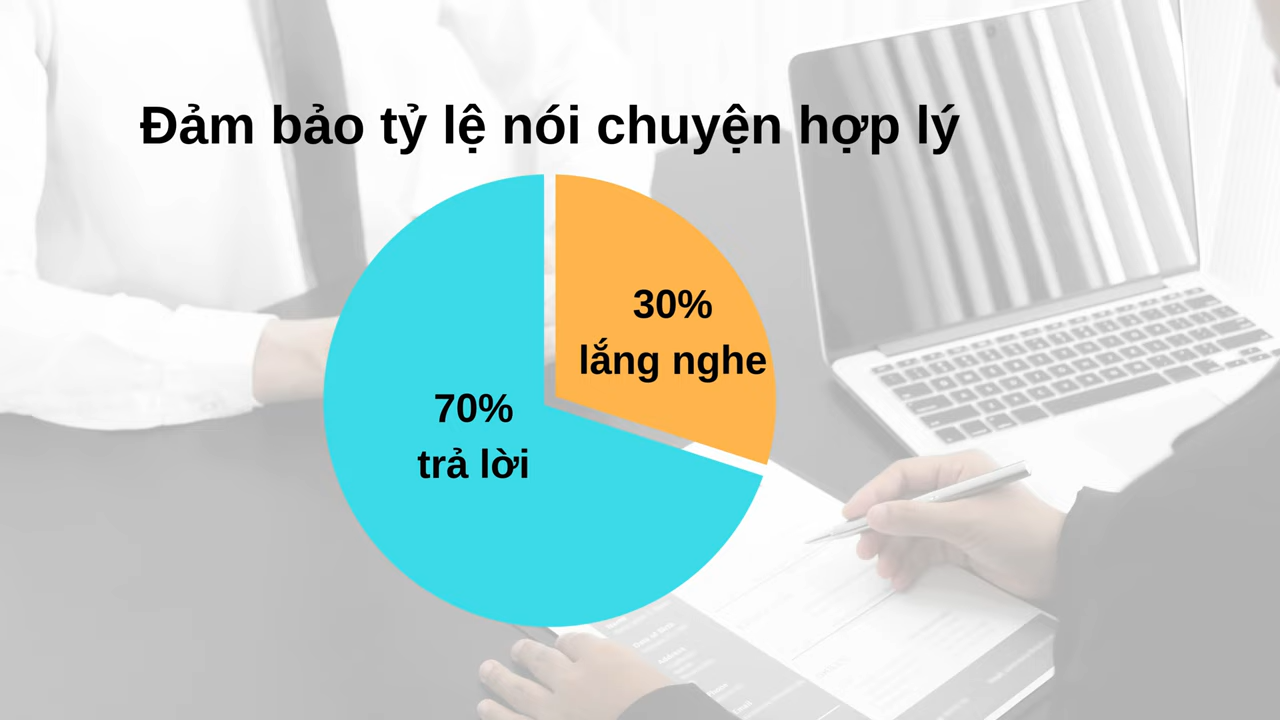 Đảm bảo tỷ lệ nói chuyện hợp lý
30%
lắng nghe
70%
trả lời